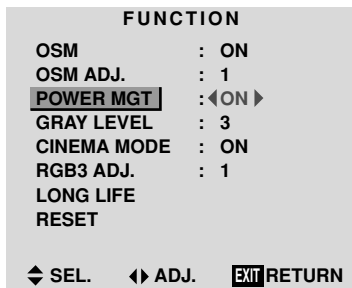 FUNCTION
OSM : ON
OSM ADJ. : 1
POWER MGT : ON
GRAY LEVEL : 3
CINEMA MODE : ON
RGB3 ADJ. : 1
LONG LIFE
RESET
SEL. ADJ. EXIT RETURN